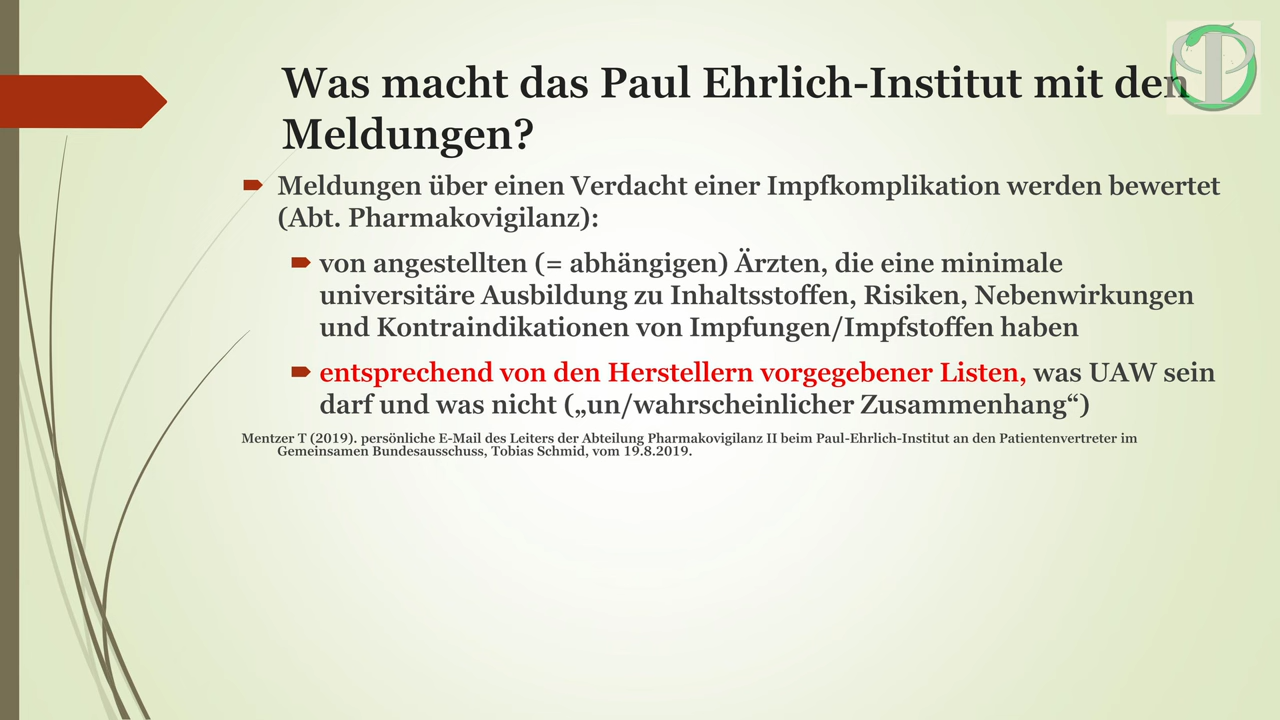 Was macht das Paul Ehrlich-Institut mit den
Meldungen?
Meldungen über einen Verdacht einer Impfkomplikation werden bewertet
(Abt. Pharmakovigilanz):
von angestellten (= abhängigen) Ärzten, die eine minimale
universitäre Ausbildung zu Inhaltsstoffen, Risiken, Nebenwirkungen
und Kontraindikationen von Impfungen/Impfstoffen haben
entsprechend von den Herstellern vorgegebener Listen, was UAW sein
darf und was nicht („un/wahrscheinlicher Zusammenhang“)
Mentzer T (2019). persönliche E-Mail des Leiters der Abteilung Pharmakovigilanz II beim Paul-Ehrlich-Institut an den Patientenvertreter im
Gemeinsamen Bundesausschuss, Tobias Schmid, vom 19.8.2019.